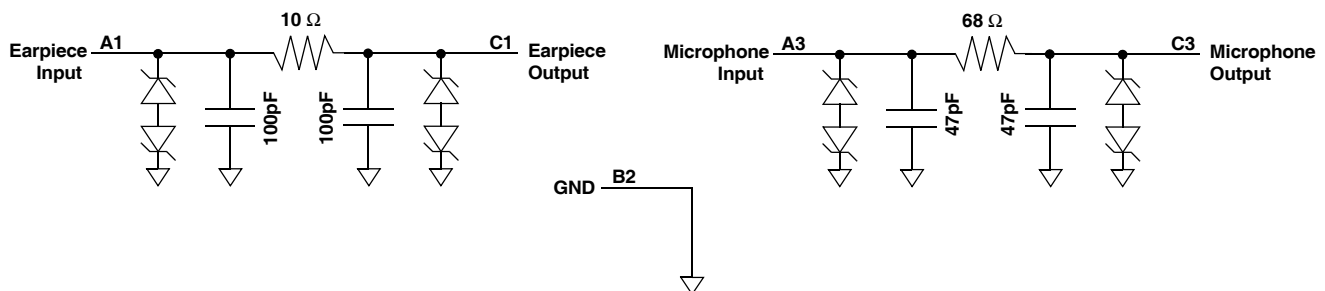 10 Ω
Earpiece
Input
A1
C1
Earpiece
Output
100pF
100pF
68 Ω
Microphone
Input
A3
C3
Microphone
Output
47pF
47pF
GND
B2